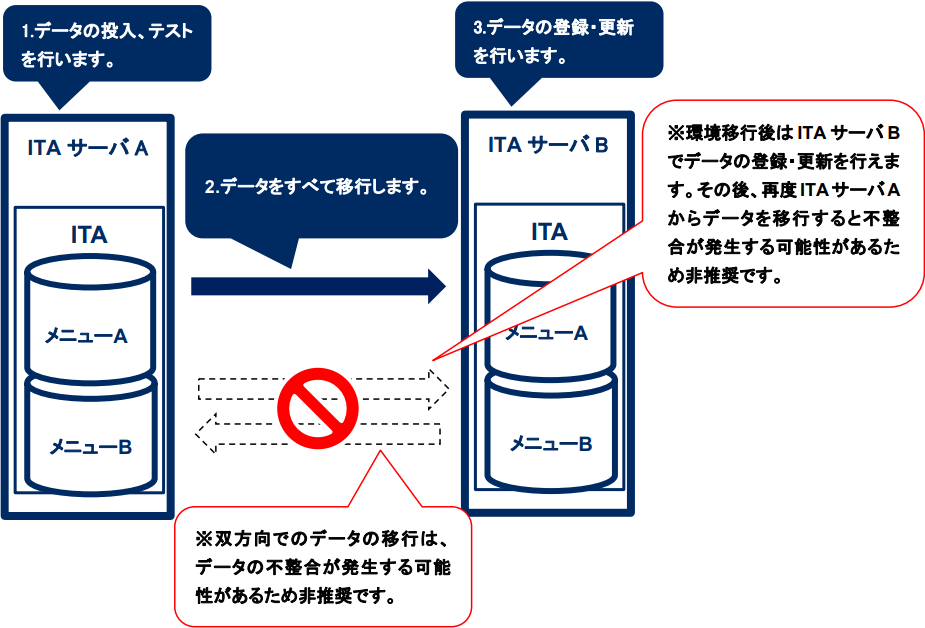 1.データの投入、テスト
を行います。
3.データの登録・更新
を行います。
ITA サーバ A
2.データをすべて移行します。
ITA サーバ B
※環境移行後は ITA サーバ B
でデータの登録・更新を行えま
す。その後、再度 ITA サーバ A
からデータを移行すると不整
合が発生する可能性があるた
め非推奨です。
ITA
メニューA
メニューB
ITA
メニューA
メニューB
※双方向でのデータの移行は、
データの不整合が発生する可能
性があるため非推奨です。